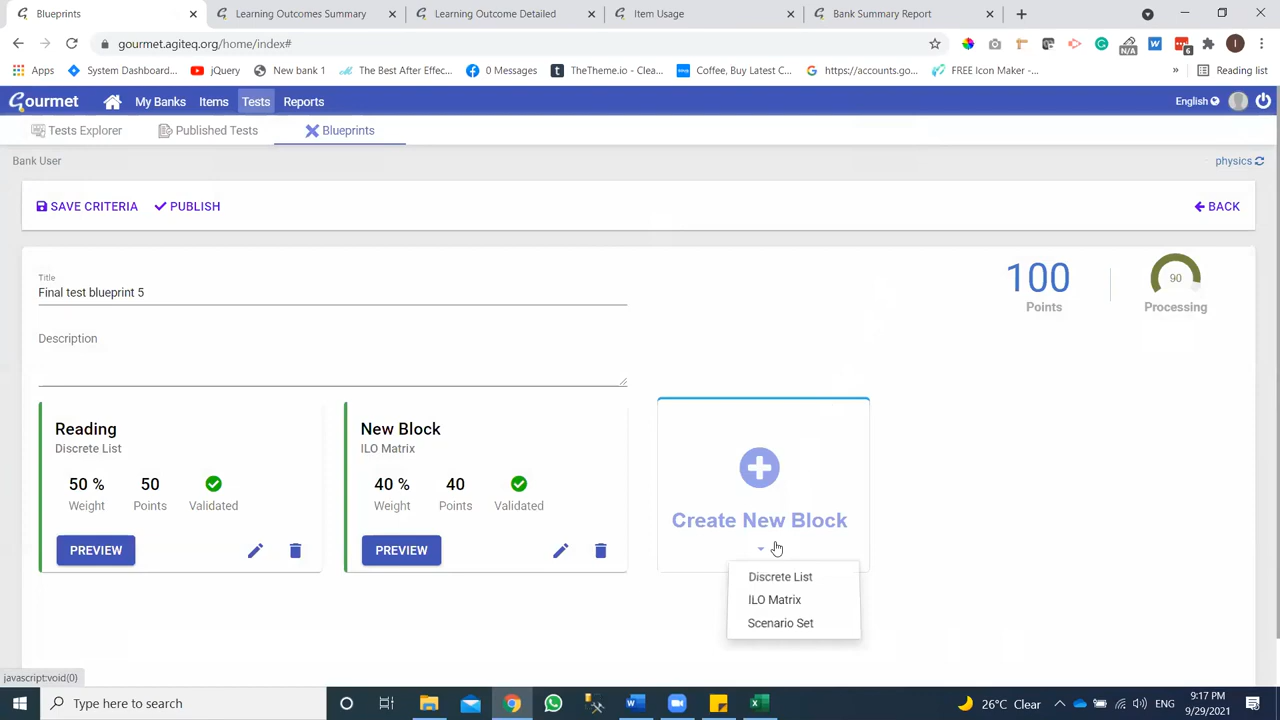 Blueprints
Learning Outcomes Summary
Learning Outcome Detailed
Item Usage
Bank Summary Report
gourmet.agiteq.org/home/index#
N/A
W
6
I
Apps
System Dashboard...
jQuery
New bank 1
The Best After Effec...
0 Messages
TheTheme.io - Clea...
Coffee, Buy Latest C...
https://accounts.go...
FREE Icon Maker -...
»
Reading list
Gourmet
My Banks
Items
Tests
Reports
English
Tests Explorer
Published Tests
Blueprints
Bank User
physics
SAVE CRITERIA
PUBLISH
BACK
Title
Final test blueprint 5
100
Points
90
Processing
Description
Reading
Discrete List
50 %
Weight
50
Points
Validated
PREVIEW
New Block
ILO Matrix
40 %
Weight
40
Points
Validated
PREVIEW
Create New Block
Discrete List
ILO Matrix
Scenario Set
javascript:void(0)
Type here to search
26°C Clear
ENG
9:17 PM
9/29/2021